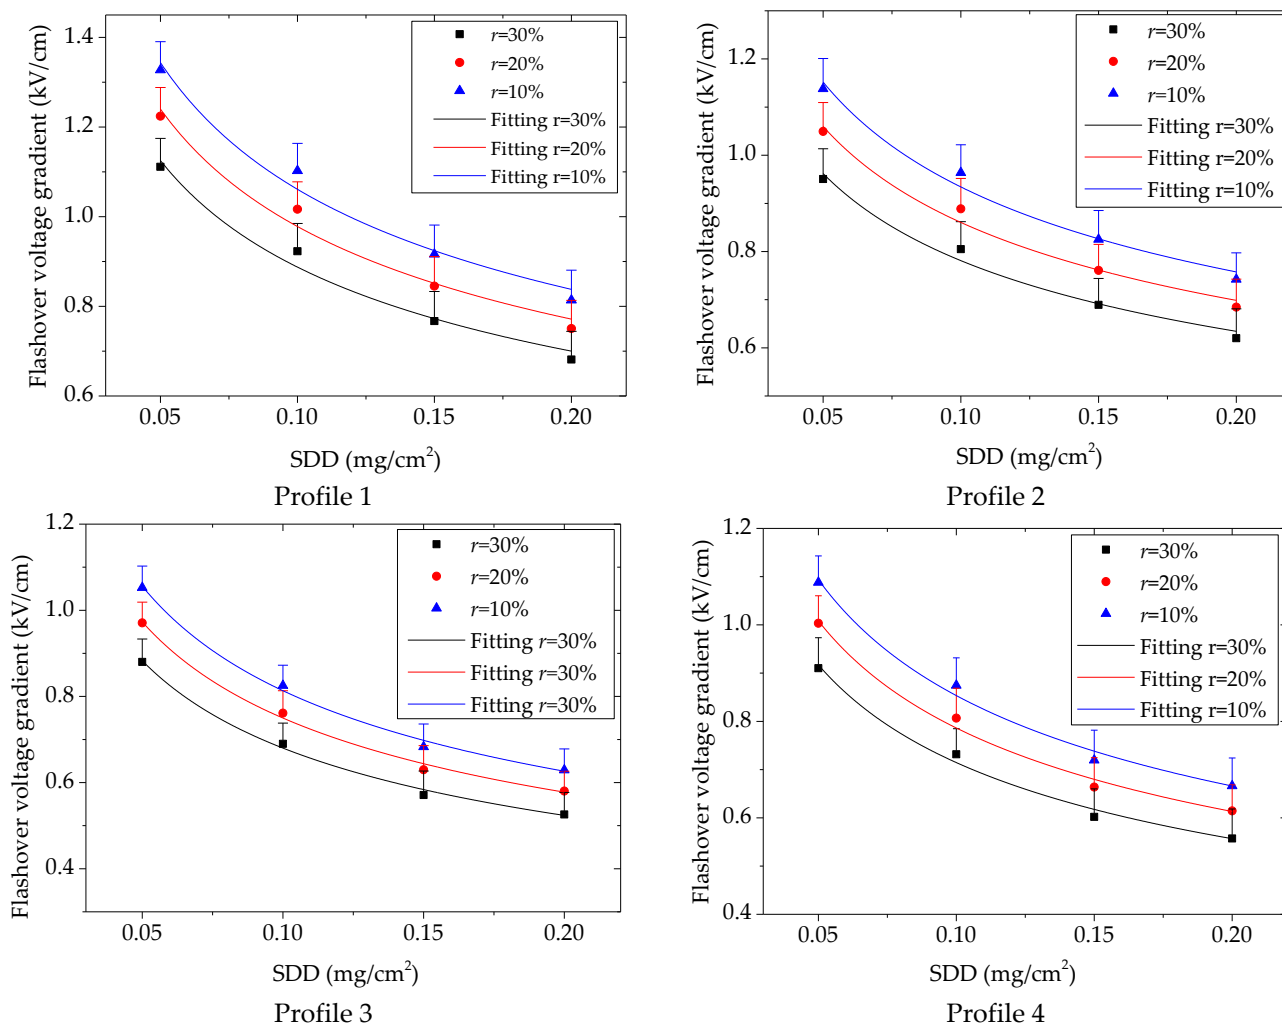 Flashover voltage gradient (kV/cm)
1.4
1.2
1.0
0.8
0.6
r=30%
r=20%
r=10%
Fitting r=30%
Fitting r=20%
Fitting r=10%
0.05 0.10 0.15 0.20
SDD (mg/cm²)
Profile 1
Flashover voltage gradient (kV/cm)
1.2
1.0
0.8
0.6
r=30%
r=20%
r=10%
Fitting r=30%
Fitting r=20%
Fitting r=10%
0.05 0.10 0.15 0.20
SDD (mg/cm²)
Profile 2
Flashover voltage gradient (kV/cm)
1.2
1.0
0.8
0.6
0.4
r=30%
r=20%
r=10%
Fitting r=30%
Fitting r=30%
Fitting r=30%
0.05 0.10 0.15 0.20
SDD (mg/cm²)
Profile 3
Flashover voltage gradient (kV/cm)
1.2
1.0
0.8
0.6
0.4
r=30%
r=20%
r=10%
Fitting r=30%
Fitting r=20%
Fitting r=10%
0.05 0.10 0.15 0.20
SDD (mg/cm²)
Profile 4